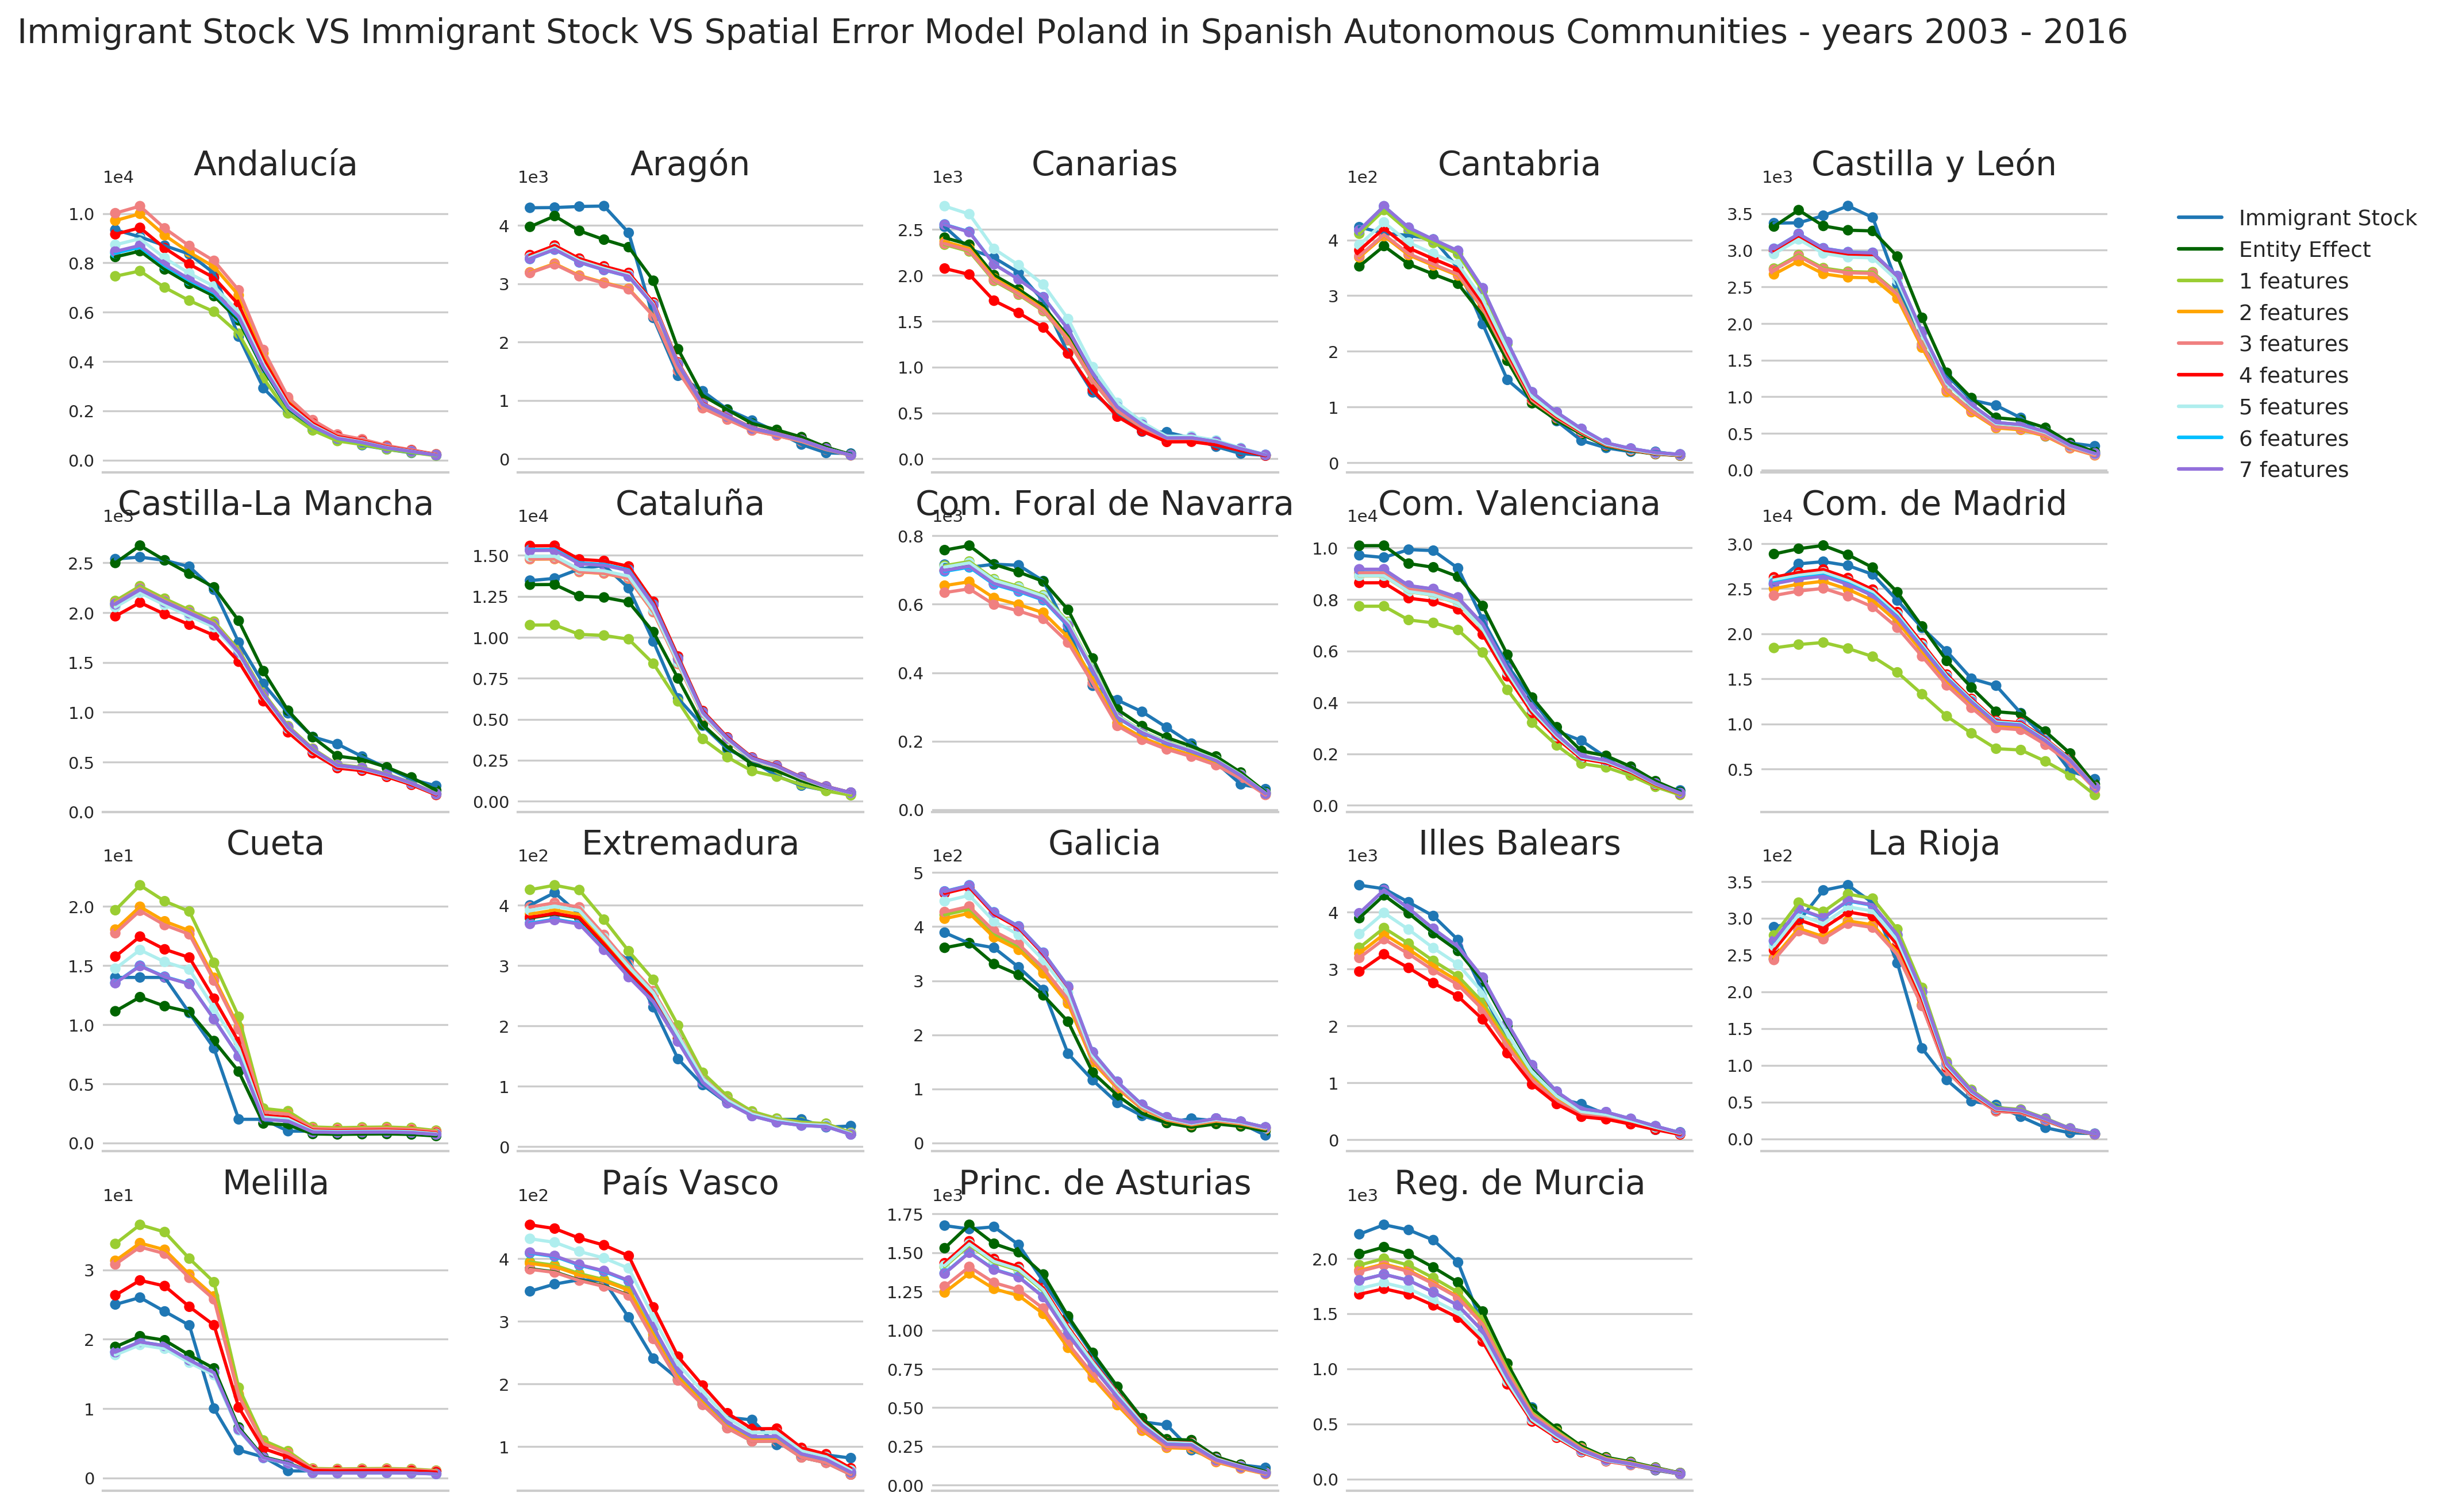 Immigrant Stock VS Immigrant Stock VS Spatial Error Model Poland in Spanish Autonomous Communities - years 2003 - 2016
Andalucía
1e4
1.0
0.8
0.6
0.4
0.2
0.0
Aragón
1e3
4
3
2
1
0
Canarias
1e3
2.5
2.0
1.5
1.0
0.5
0.0
Cantabria
1e2
4
3
2
1
0
Castilla y León
1e3
3.5
3.0
2.5
2.0
1.5
1.0
0.5
0.0
Immigrant Stock
Entity Effect
1 features
2 features
3 features
4 features
5 features
6 features
7 features
Castilla-La Mancha
1e3
2.5
2.0
1.5
1.0
0.5
0.0
Cataluña
1e4
1.50
1.25
1.00
0.75
0.50
0.25
0.00
Com. Foral de Navarra
1e3
0.8
0.6
0.4
0.2
0.0
Com. Valenciana
1e4
1.0
0.8
0.6
0.4
0.2
0.0
Com. de Madrid
1e4
3.0
2.5
2.0
1.5
1.0
0.5
Cueta
1e1
2.0
1.5
1.0
0.5
0.0
Extremadura
1e2
4
3
2
1
0
Galicia
1e2
5
4
3
2
1
0
Illes Balears
1e3
4
3
2
1
0
La Rioja
1e2
3.5
3.0
2.5
2.0
1.5
1.0
0.5
0.0
Melilla
1e1
3
2
1
0
País Vasco
1e2
4
3
2
1
Princ. de Asturias
1e3
1.75
1.50
1.25
1.00
0.75
0.50
0.25
0.00
Reg. de Murcia
1e3
2.0
1.5
1.0
0.5
0.0